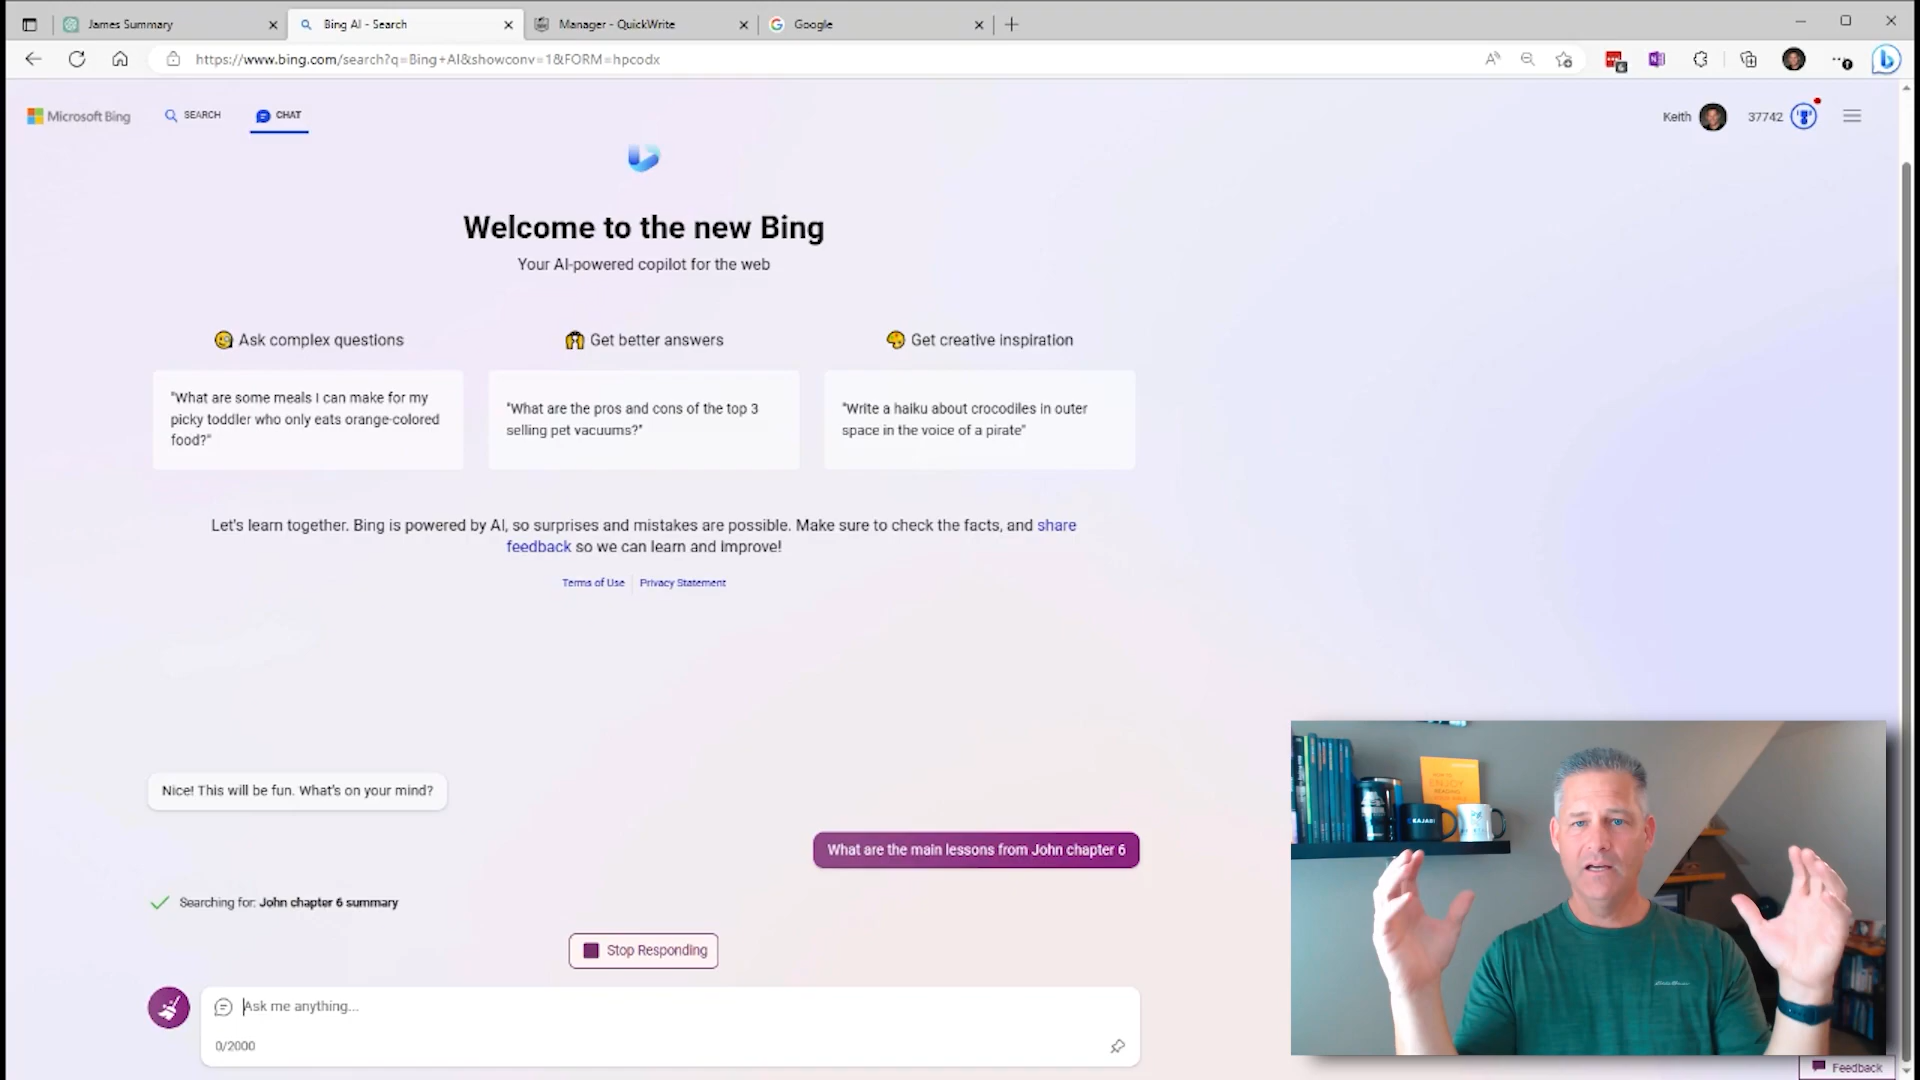 James Summary
Bing AI - Search
Manager - QuickWrite
Google
https://www.bing.com/search?q=Bing+AI&showconv=1&FORM=hpcodx
Microsoft Bing
SEARCH
CHAT
Keith
37742
Welcome to the new Bing
Your AI-powered copilot for the web
Ask complex questions
Get better answers
Get creative inspiration
"What are some meals I can make for my
picky toddler who only eats orange-colored
food?"
"What are the pros and cons of the top 3
selling pet vacuums?"
"Write a haiku about crocodiles in outer
space in the voice of a pirate"
Let's learn together. Bing is powered by AI, so surprises and mistakes are possible. Make sure to check the facts, and share
feedback so we can learn and improve!
Terms of Use
Privacy Statement
Nice! This will be fun. What's on your mind?
What are the main lessons from John chapter 6
Searching for: John chapter 6 summary
Stop Responding
Ask me anything...
0/2000
ENJOY
READING
KAJABI
Feedback